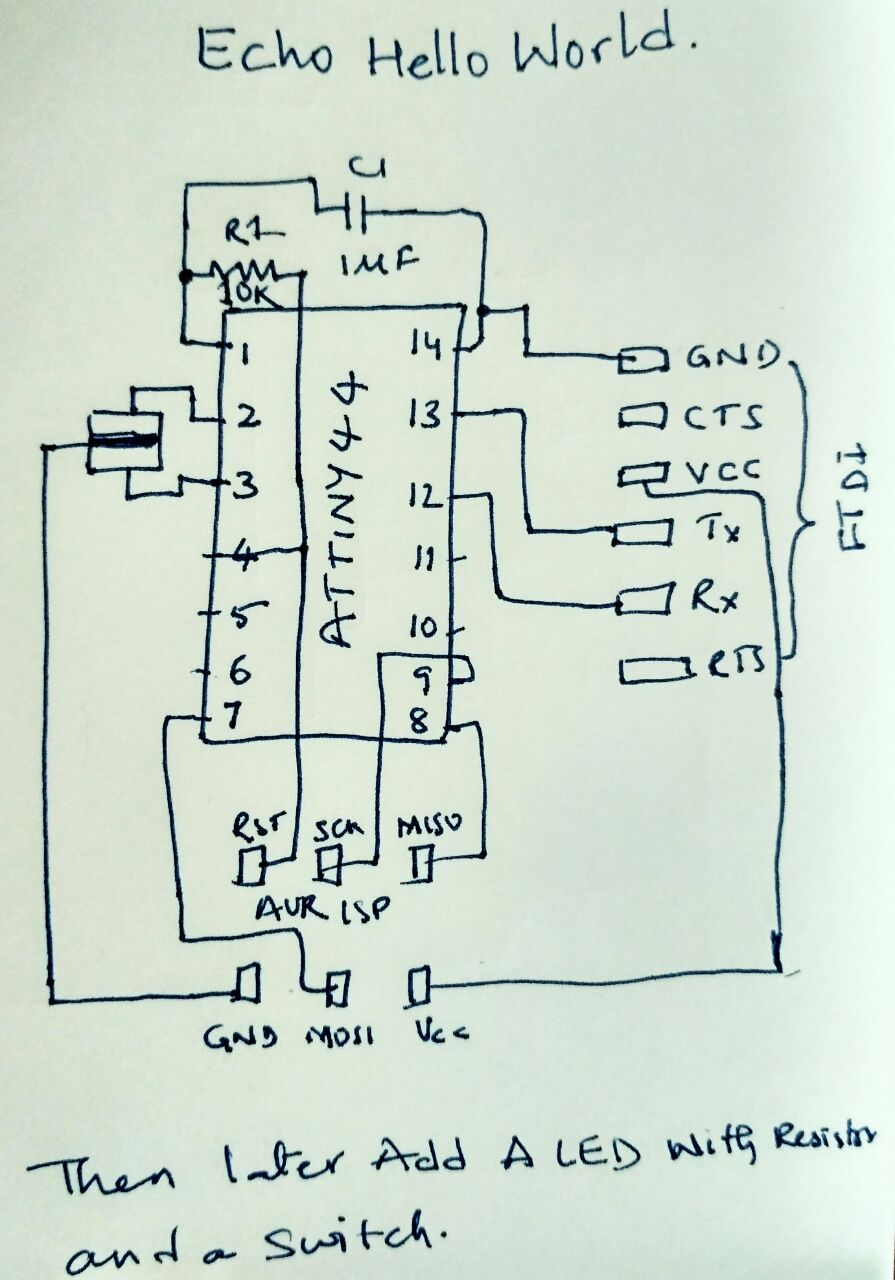 Echo Hello World.
C1
R1
1MF
10K
1
14
GND
2
13
CTS
3
VCC
12
Tx
4
11
Rx
5
10
6
9
RTS
7
8
ATTINY44
FTDI
RST SCK MISO
AVR ISP
GND MOSI Vcc
Then later Add A LED With Resistor
and a Switch.